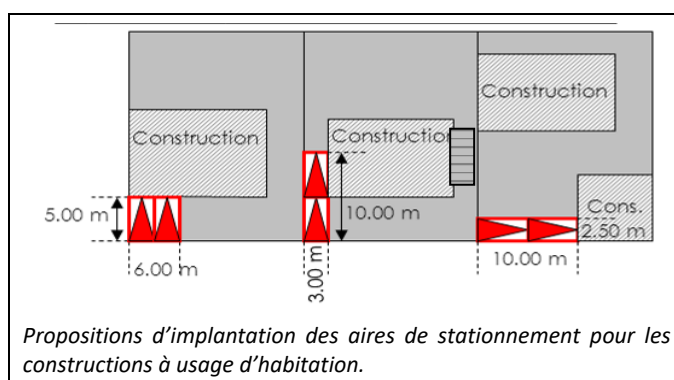 Construction
Construction
Construction
Cons.
5.00 m
10.00 m
2.50 m
6.00 m
3.00 m
10.00 m
Propositions d’implantation des aires de stationnement pour les
constructions à usage d’habitation.